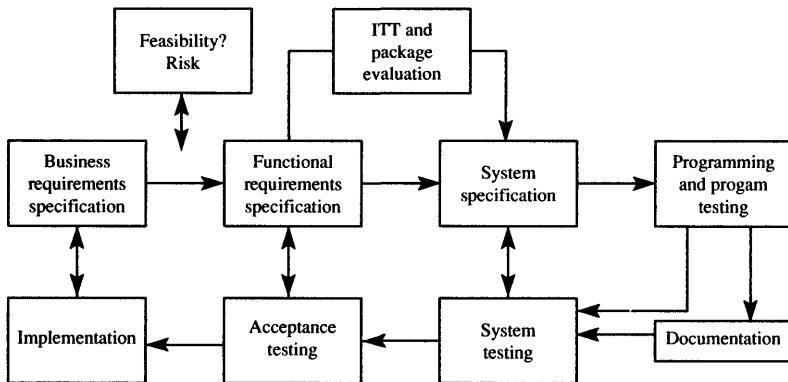 Feasibility?
Risk
ITT and
package
evaluation
Business
requirements
specification
Functional
requirements
specification
System
specification
Programming
and progam
testing
Implementation
Acceptance
testing
System
testing
Documentation